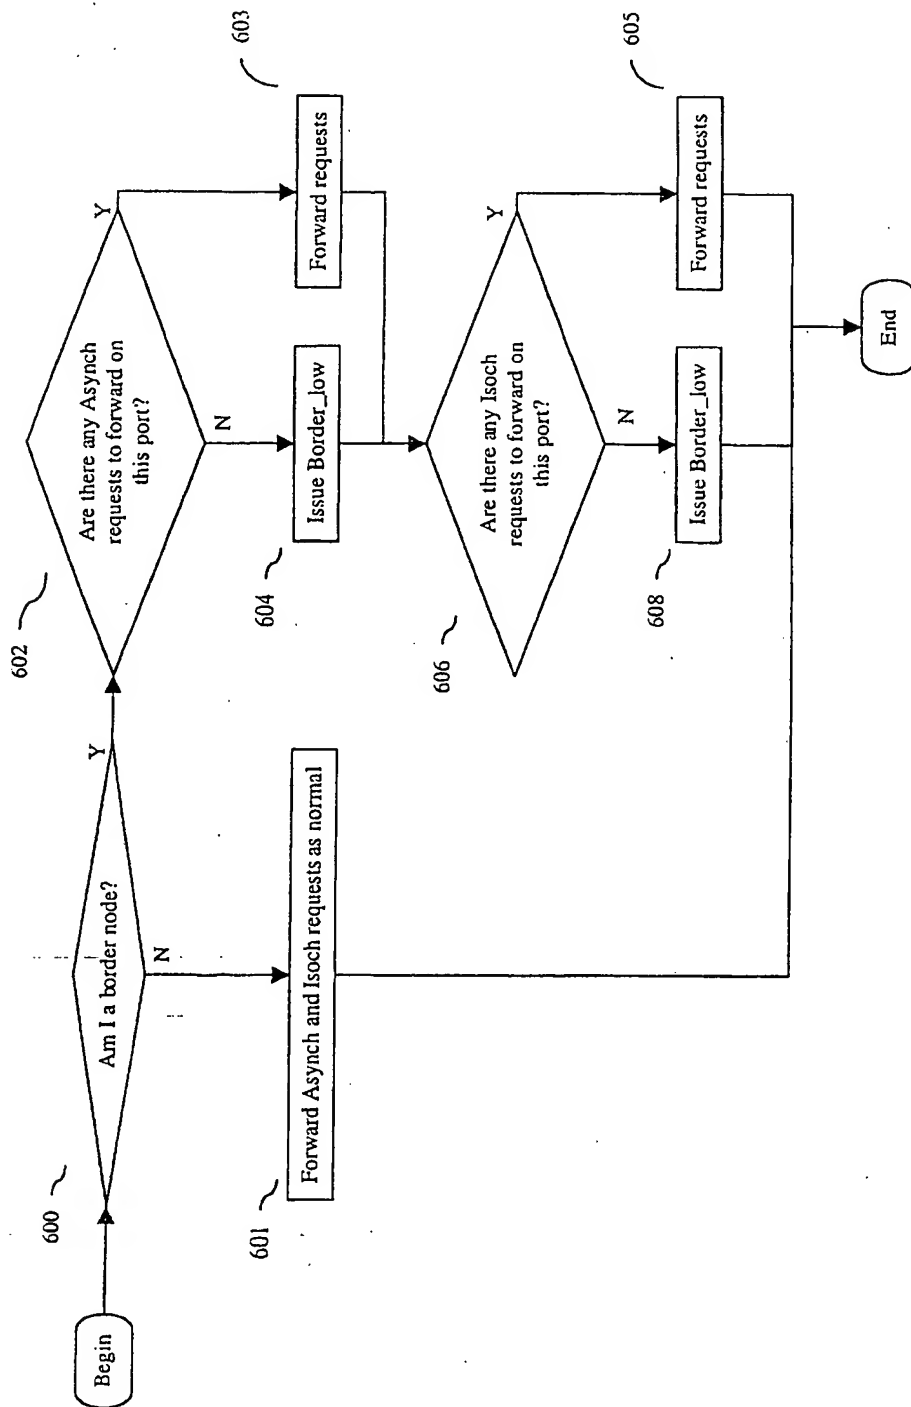 Begin
600
Am I a border node?
Y
N
601
Forward Asynch and Isoch requests as normal
602
Are there any Asynch
requests to forward on
this port?
Y
N
603
Forward requests
604
Issue Border_low
606
Are there any Isoch
requests to forward on
this port?
Y
N
605
Forward requests
608
Issue Border_low
End